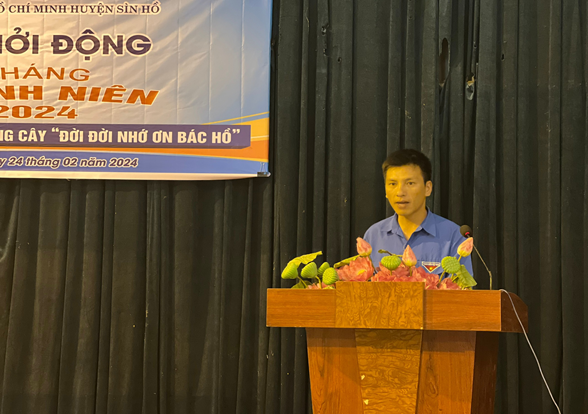 Ồ CHÍ MINH HUYỆN SÌN HỒ
HỞI ĐỘNG
HÁNG
NH NIÊN
2024
NG CÂY “ĐỜI ĐỜI NHỚ ƠN BÁC HỒ”
y 24 tháng 02 năm 2024